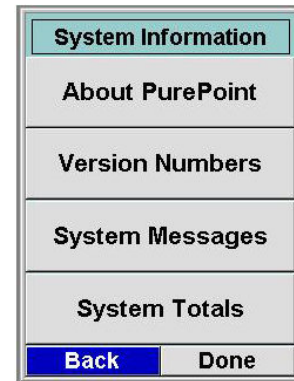 System Information
About PurePoint
Version Numbers
System Messages
System Totals
Back Done